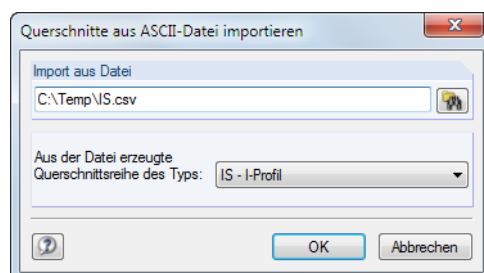 Querschnitte aus ASCII-Datei importieren
Import aus Datei
C:\Temp\IS.csv
Aus der Datei erzeugte
Querschnittsreihe des Typs:
IS - I-Profil
OK
Abbrechen